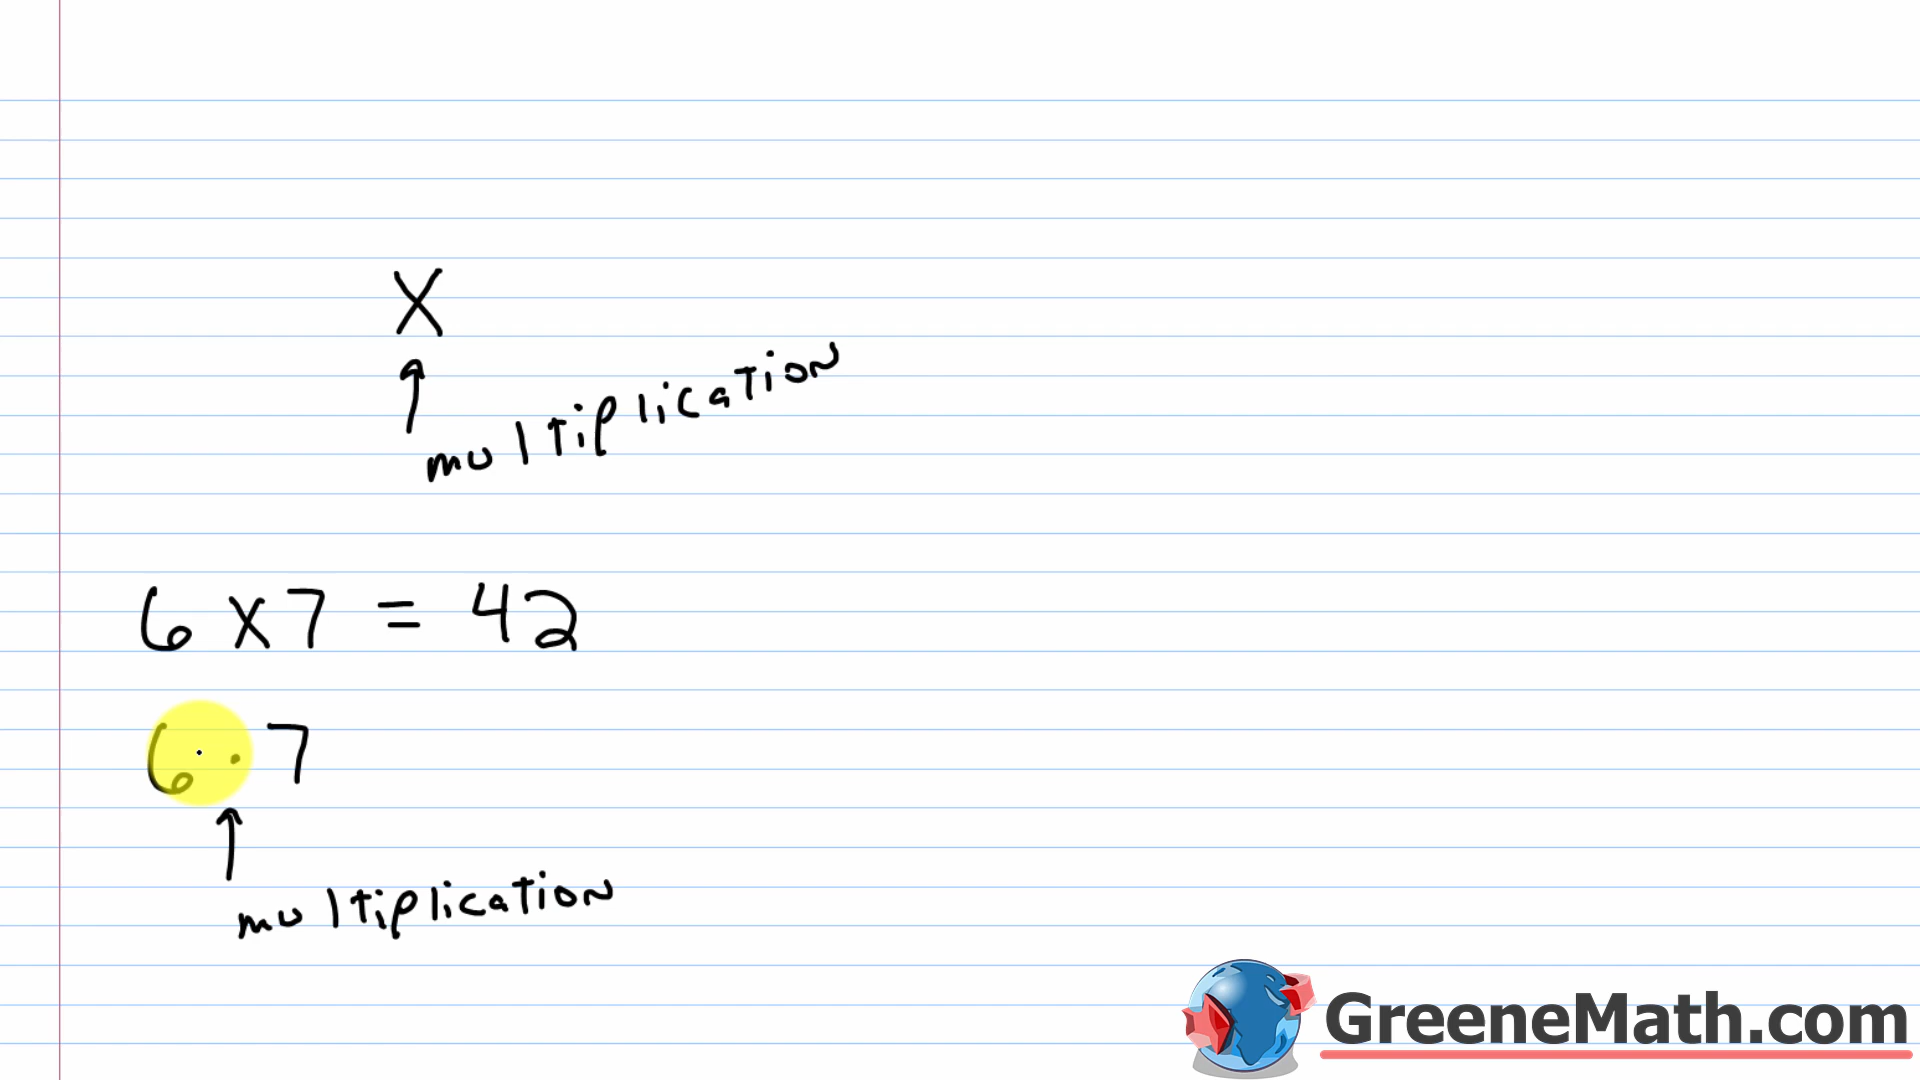 X
multiplication
6 x 7 = 42
6 · 7
multiplication
GreeneMath.com